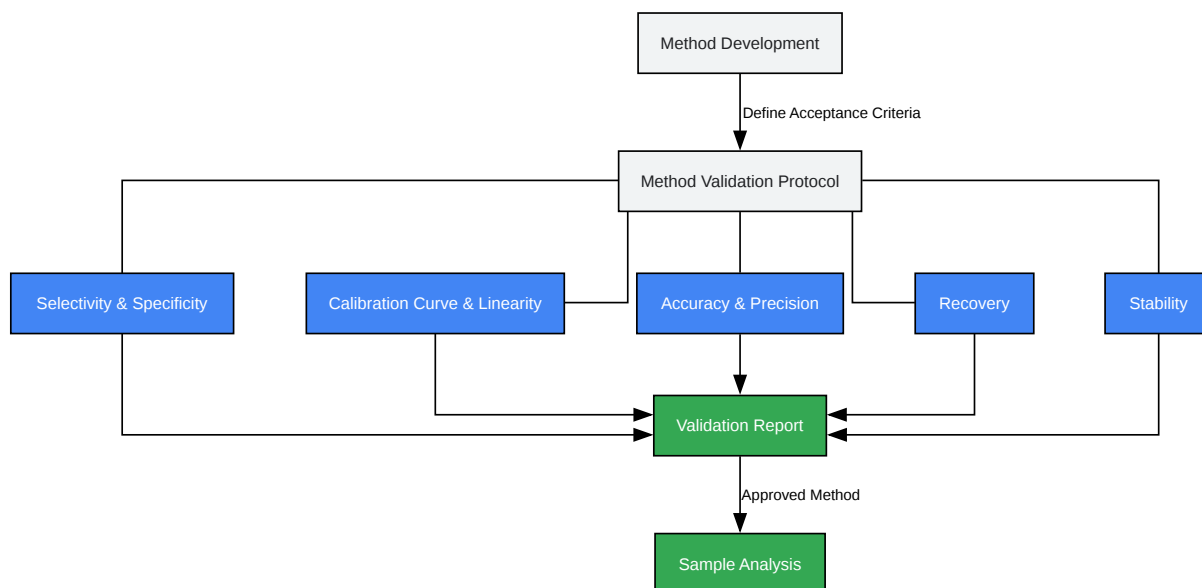 Method Development
Define Acceptance Criteria
Method Validation Protocol
Selectivity & Specificity
Calibration Curve & Linearity
Accuracy & Precision
Recovery
Stability
Validation Report
Approved Method
Sample Analysis